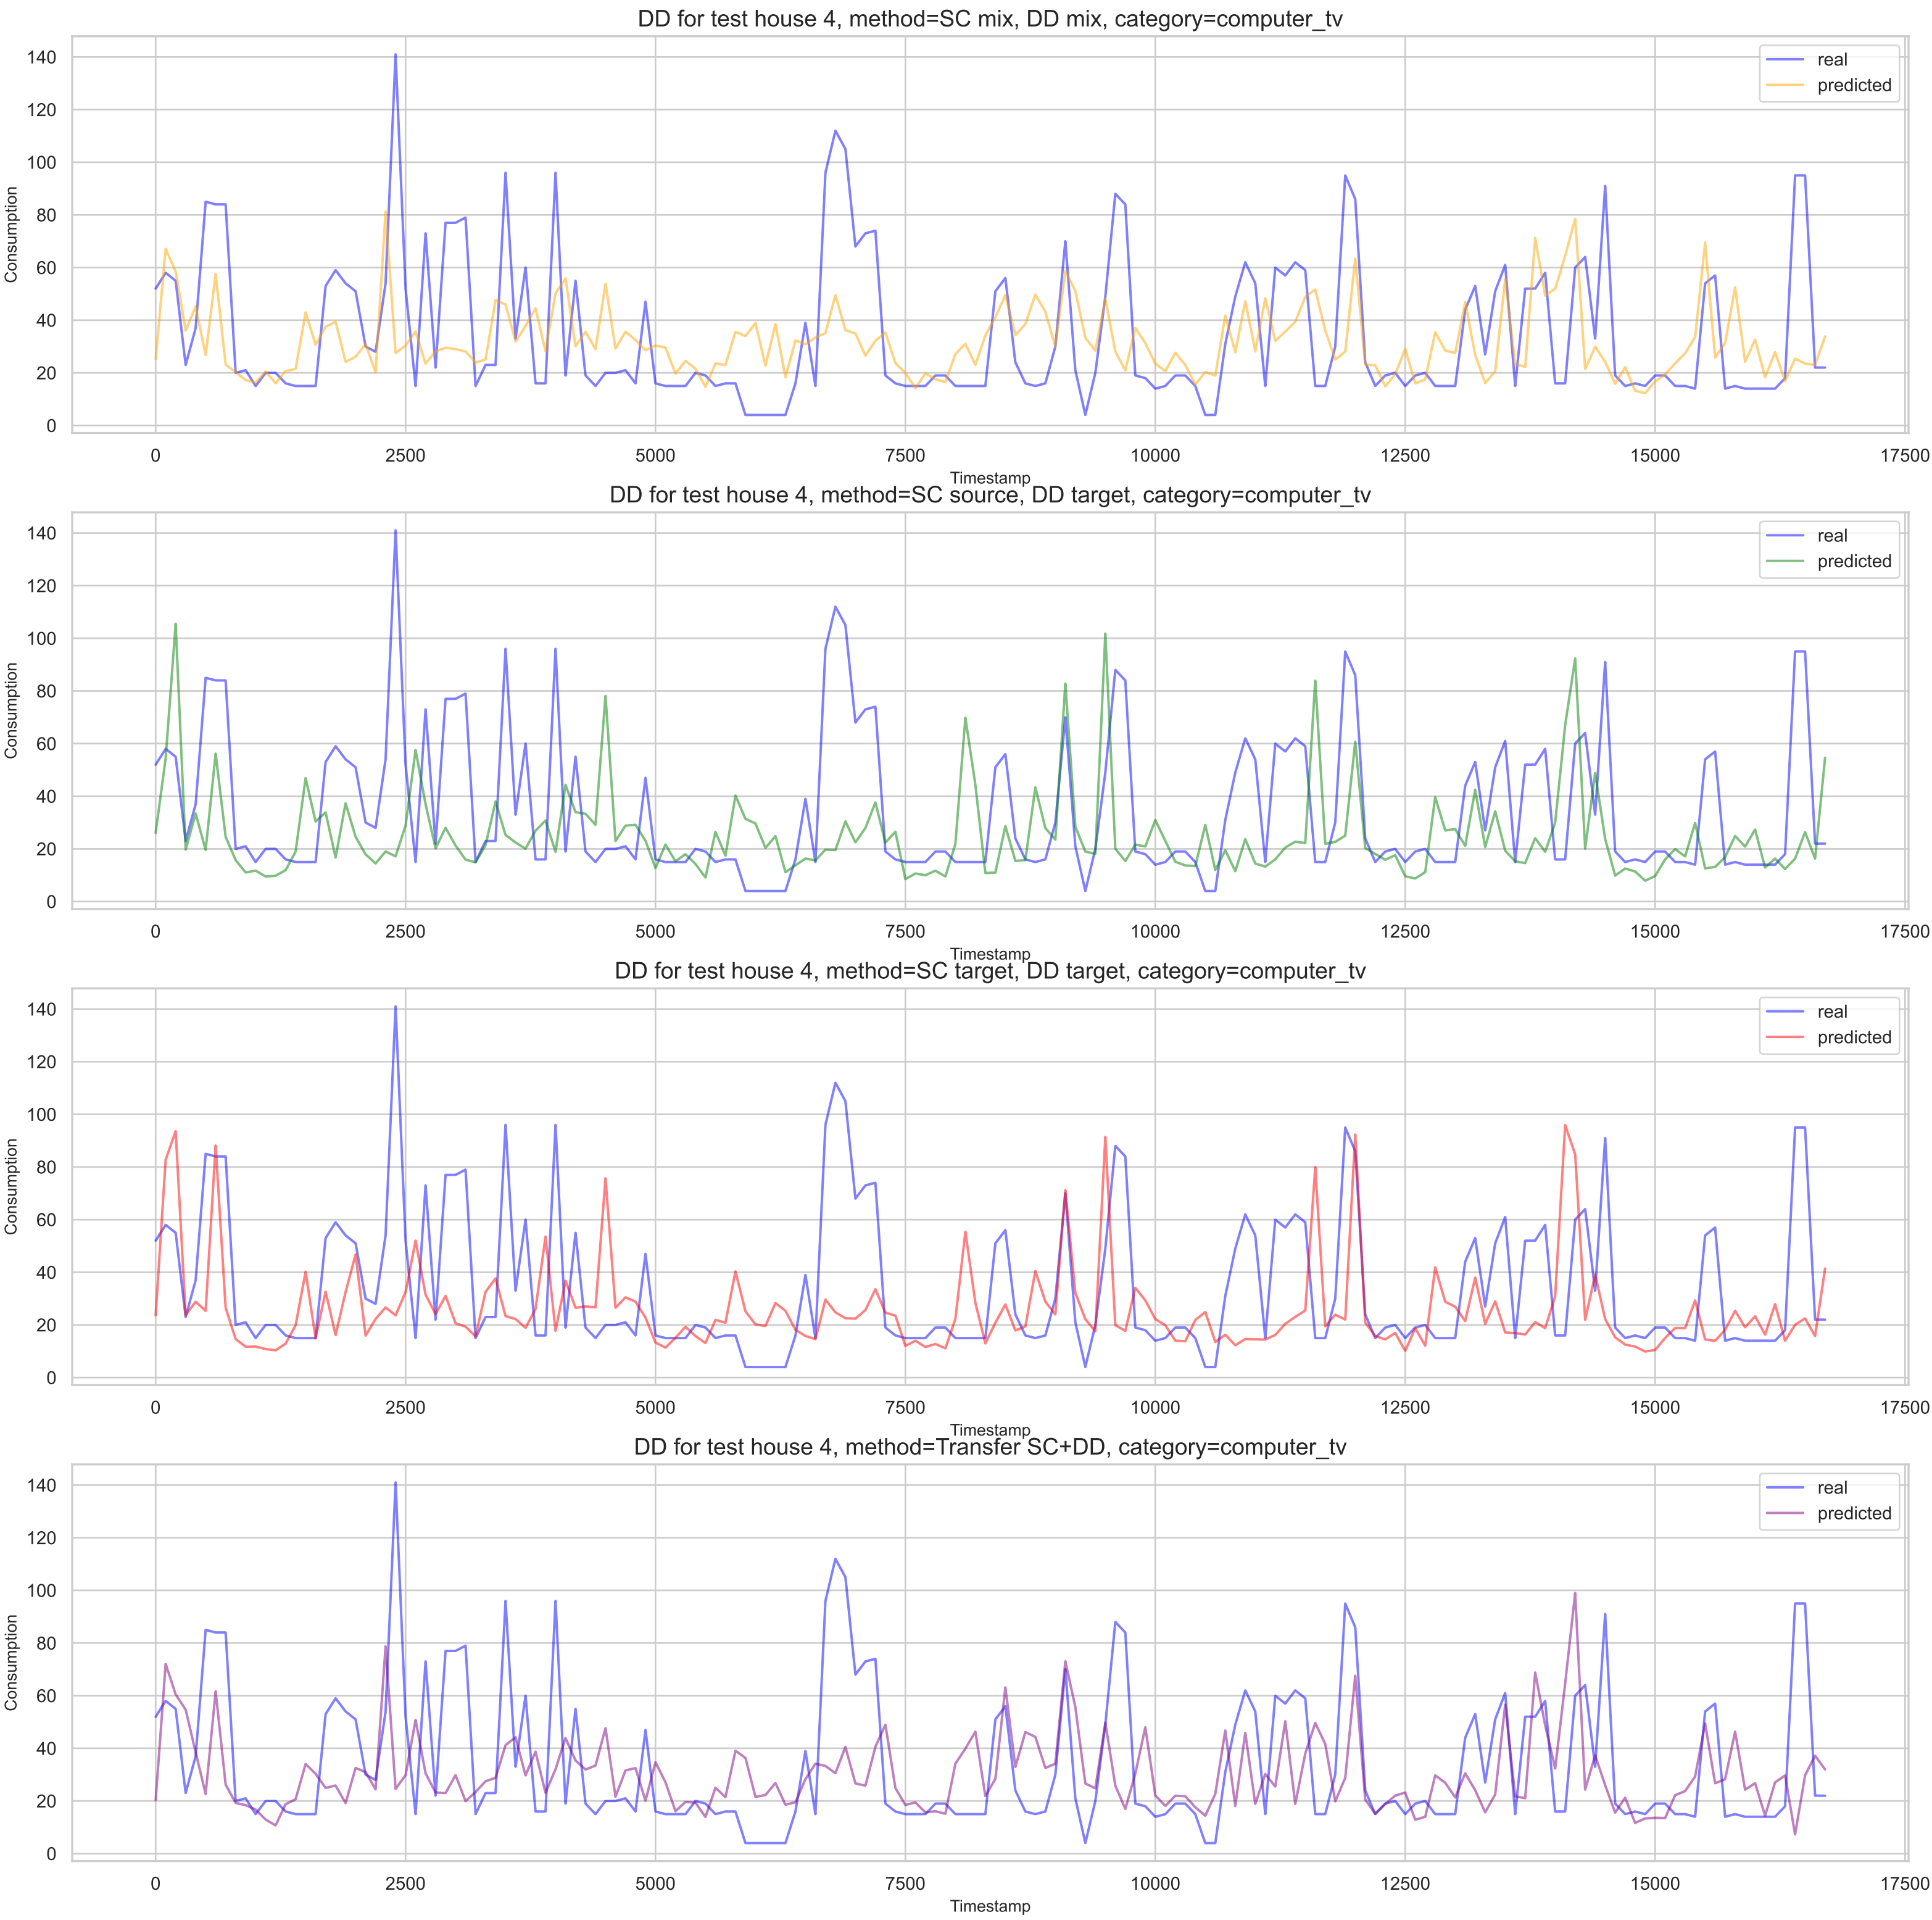 DD for test house 4, method=SC mix, DD mix, category=computer_tv
140
120
100
80
60
40
20
0
Consumption
real
predicted
0 2500 5000 7500 10000 12500 15000 17500
Timestamp
DD for test house 4, method=SC source, DD target, category=computer_tv
140
120
100
80
60
40
20
0
Consumption
real
predicted
0 2500 5000 7500 10000 12500 15000 17500
Timestamp
DD for test house 4, method=SC target, DD target, category=computer_tv
140
120
100
80
60
40
20
0
Consumption
real
predicted
0 2500 5000 7500 10000 12500 15000 17500
Timestamp
DD for test house 4, method=Transfer SC+DD, category=computer_tv
140
120
100
80
60
40
20
0
Consumption
real
predicted
0 2500 5000 7500 10000 12500 15000 17500
Timestamp